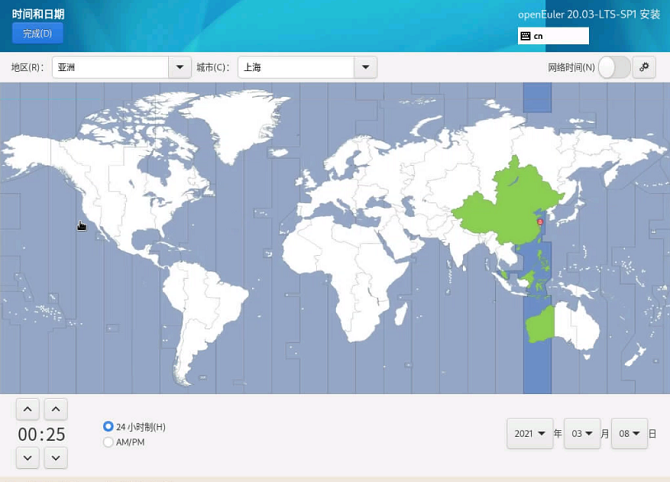 时间和日期
openEuler 20.03-LTS-SP1 安装
完成(D)
cn
地区(R): 亚洲 城市(C): 上海 网络时间(N)
00:25
24 小时制(H)
AM/PM
2021 年 03 月 08 日